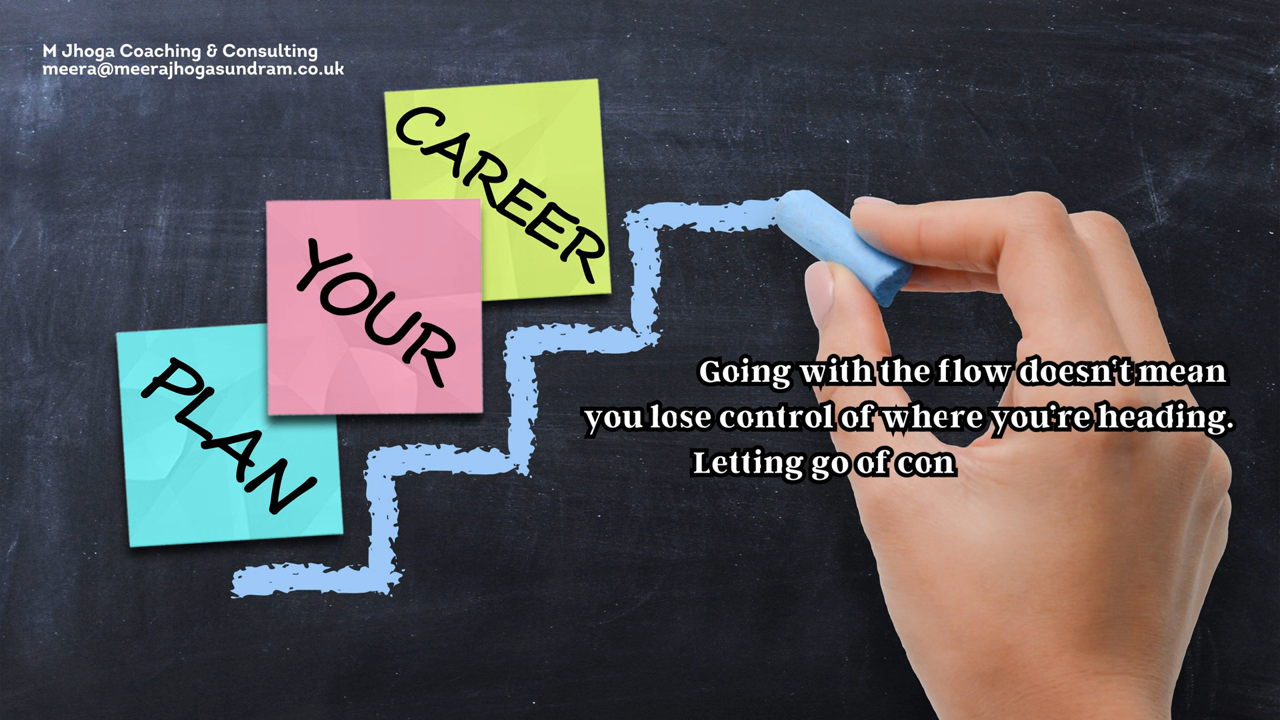 M Jhoga Coaching & Consulting
meera@meerajhogasundram.co.uk
CAREER
YOUR
PLAN
Going with the flow doesn't mean
you lose control of where you're heading.
Letting go of con